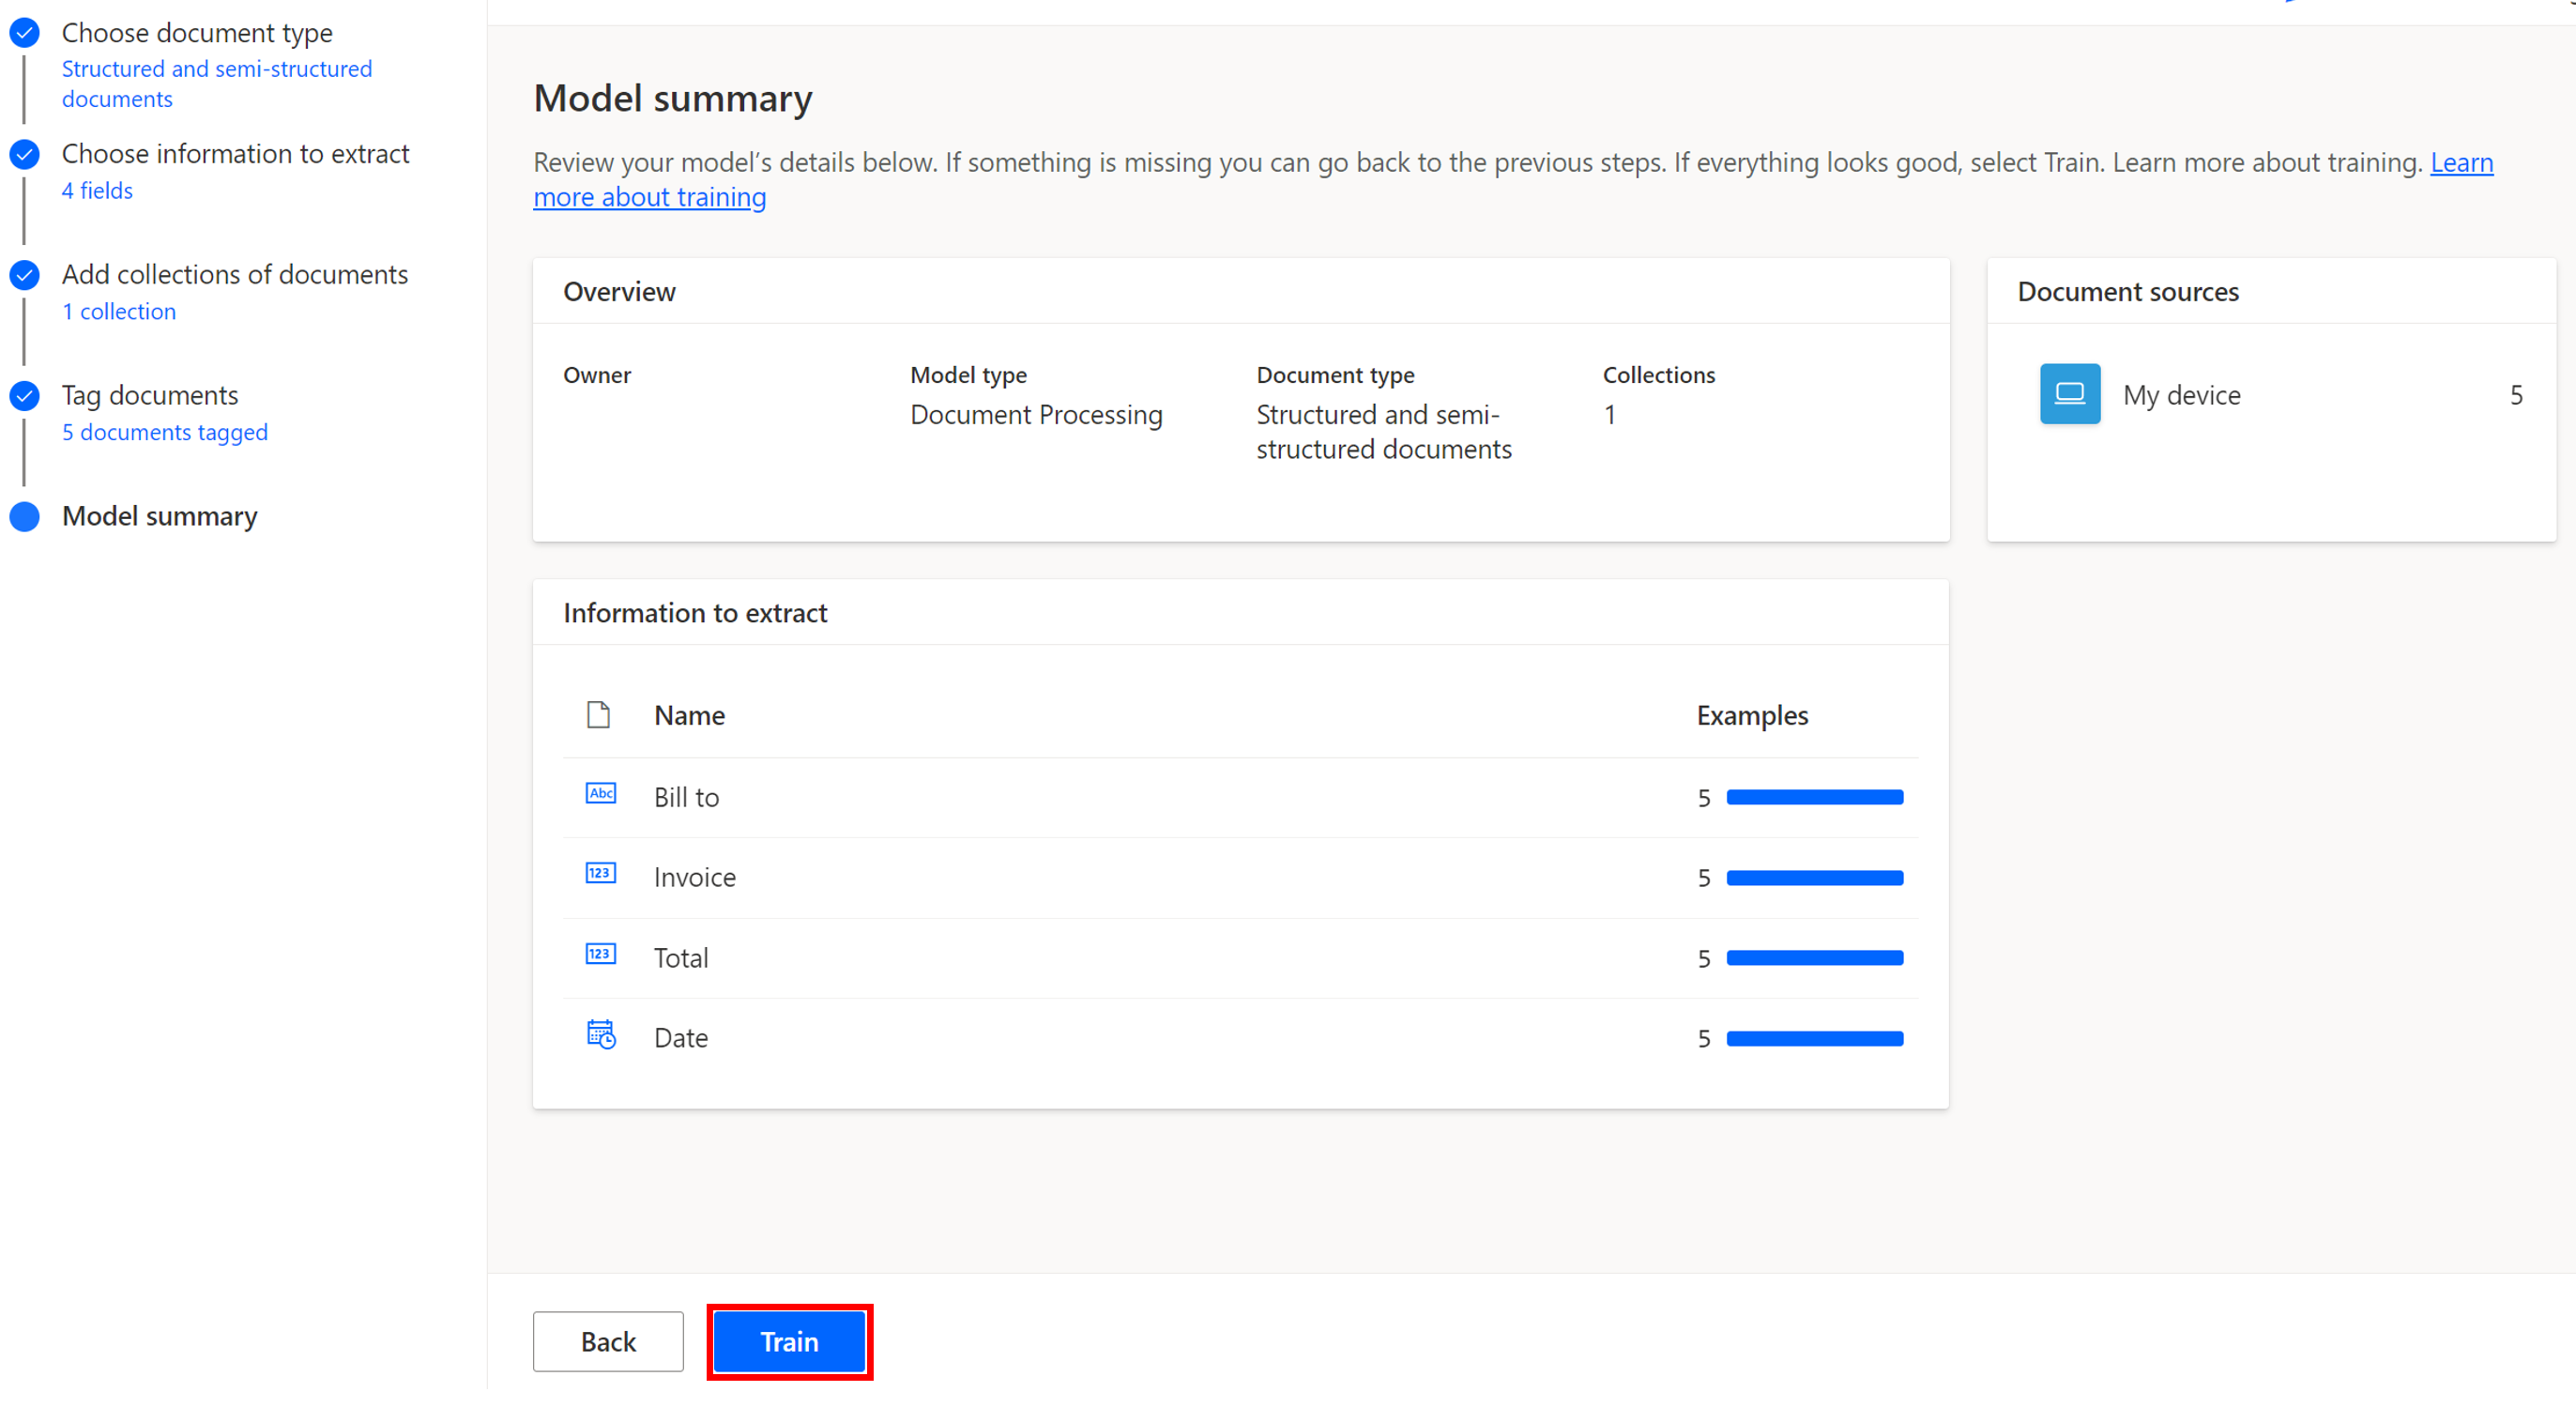 Choose document type
Structured and semi-structured
documents
Choose information to extract
4 fields
Add collections of documents
1 collection
Tag documents
5 documents tagged
Model summary
Model summary
Review your model’s details below. If something is missing you can go back to the previous steps. If everything looks good, select Train. Learn more about training. Learn
more about training
Overview
Owner
Model type
Document Processing
Document type
Structured and semi-
structured documents
Collections
1
Document sources
My device 5
Information to extract
Name Examples
Abc Bill to 5
123 Invoice 5
123 Total 5
Date 5
Back Train